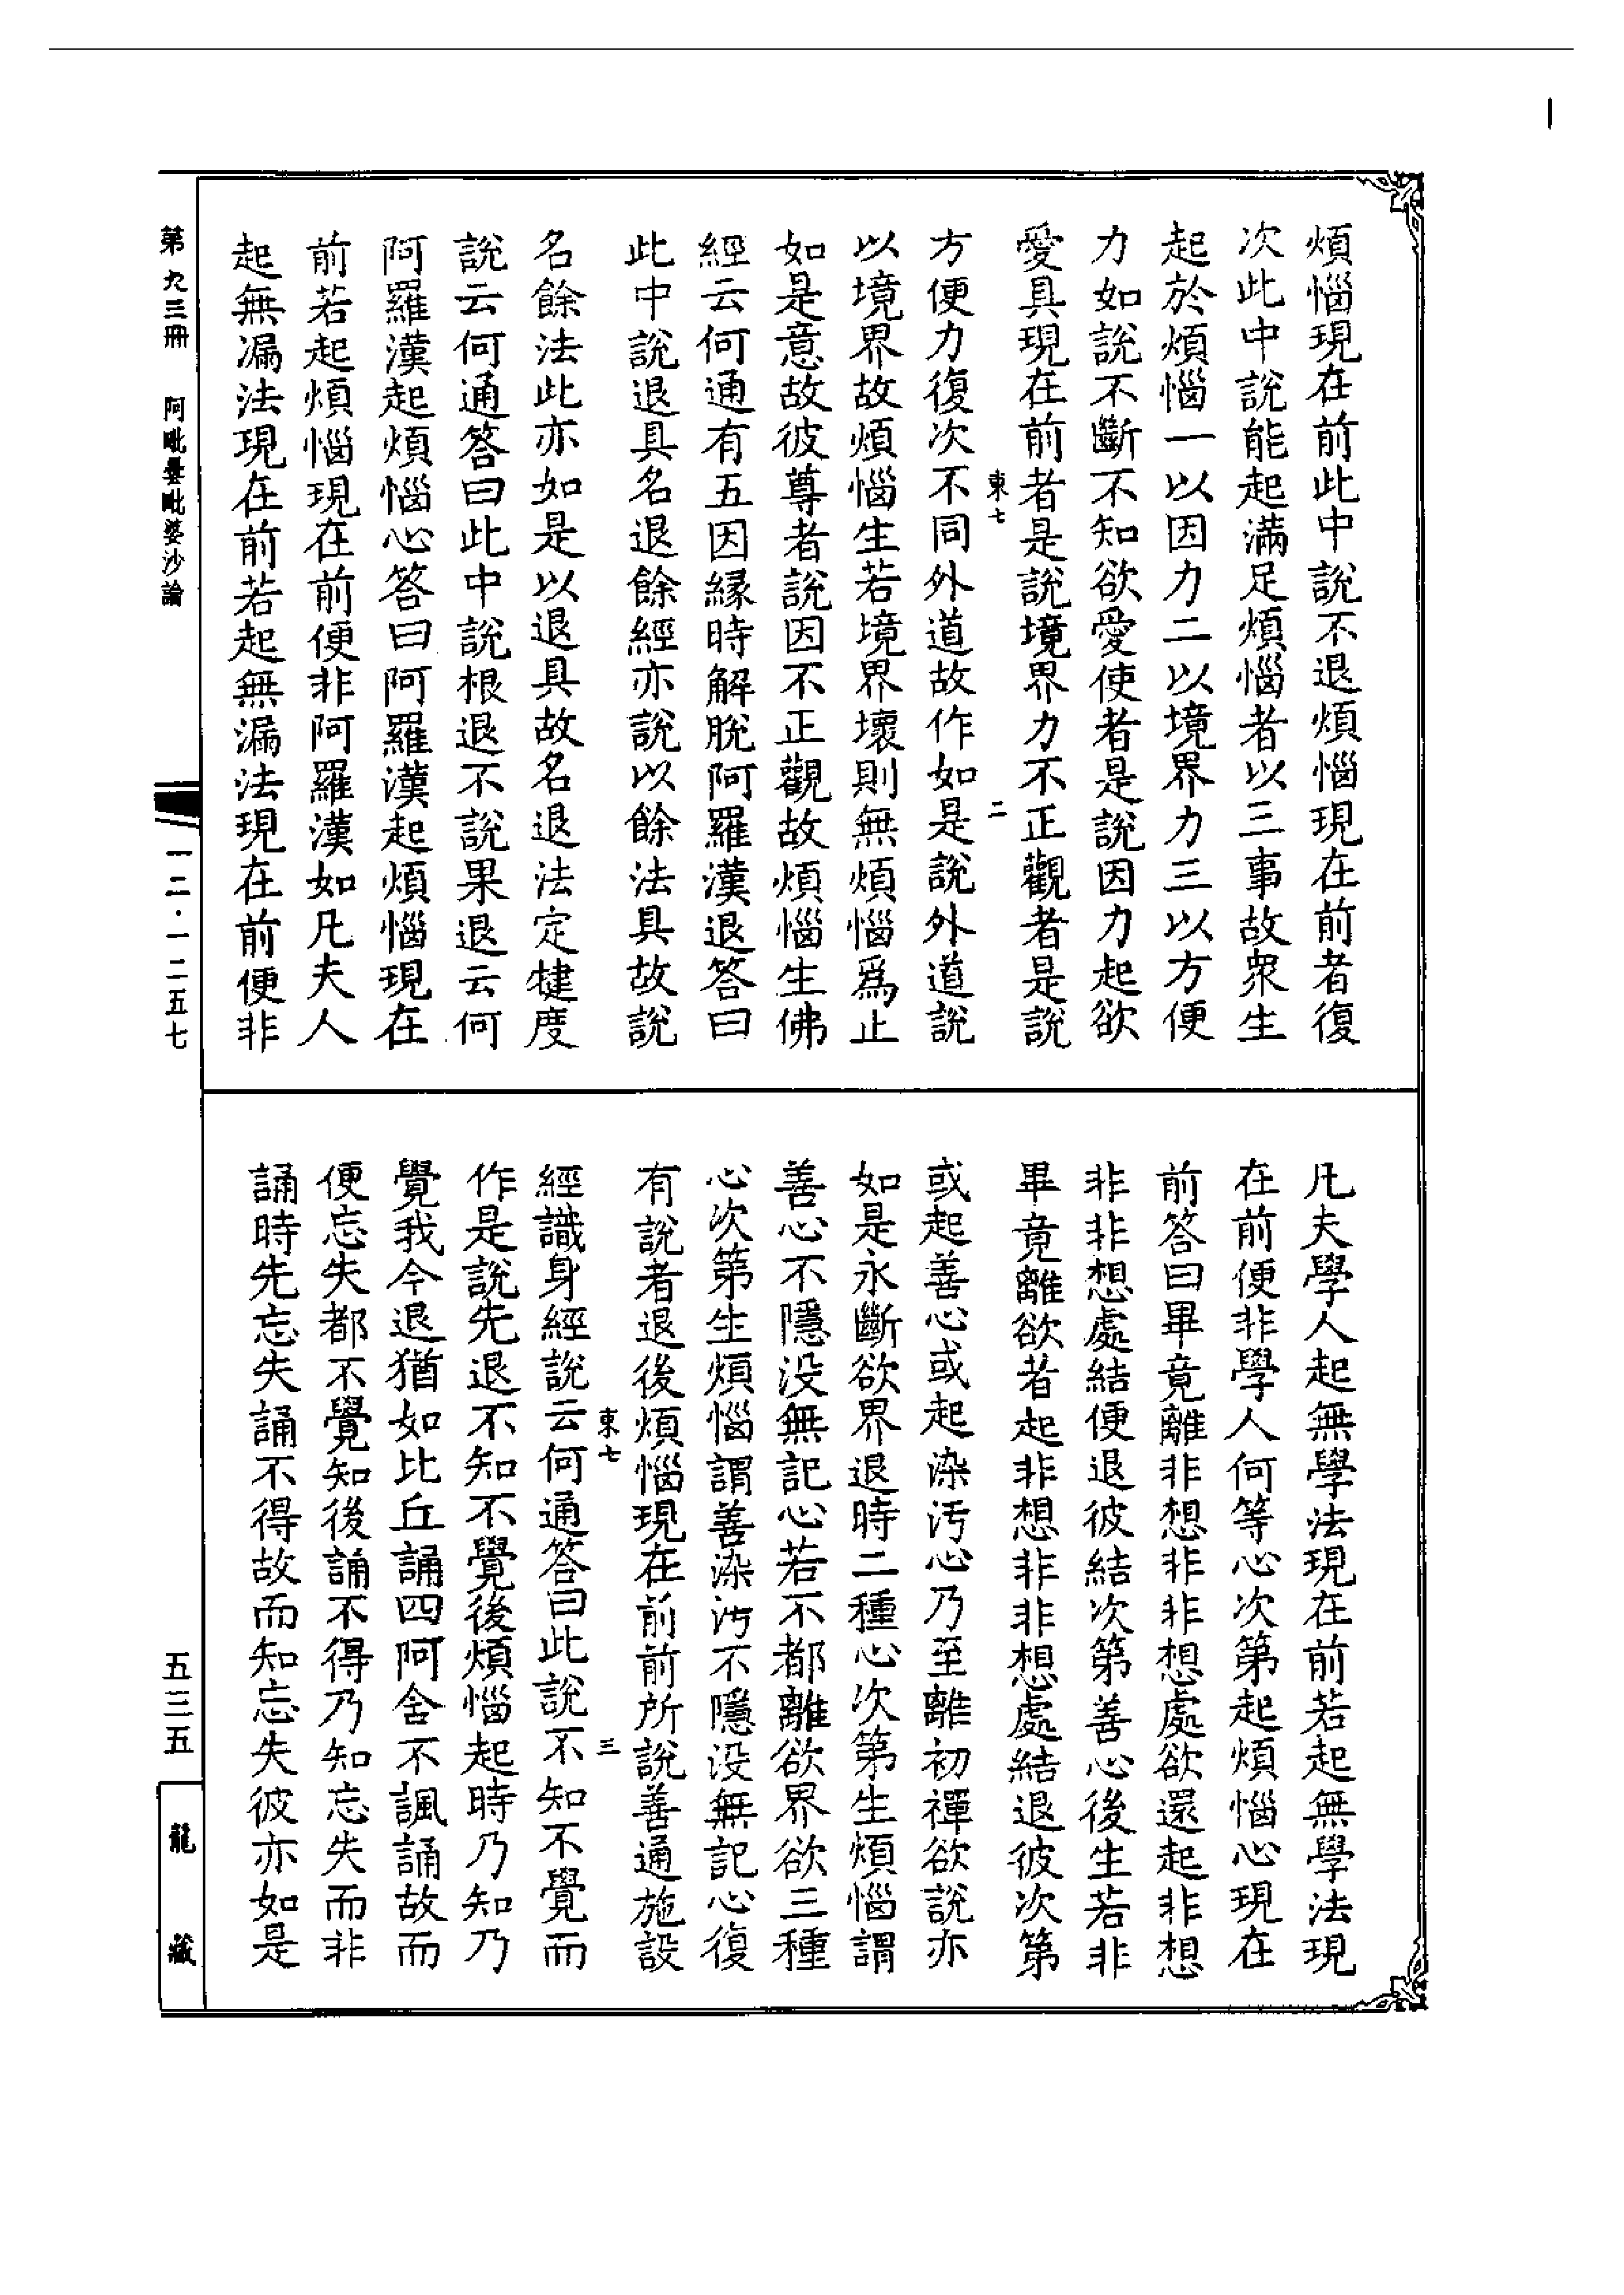 煩惱現在前此中說不退煩惱現在前者復
次此中說能起滿足煩惱者以三事故衆生
起於煩惱一以因力二以境界力三以方便
力如說不斷不知欲愛使者是說因力起欲
愛具現在前者是說境界力不正觀者是說
東七 二
方便力復次不同外道故作如是說外道說
以境界故煩惱生若境界壞則無煩惱爲止
如是意故彼尊者說因不正觀故煩惱生佛
經云何通有五因緣時解脫阿羅漢退答曰
此中說退具名退餘經亦說以餘法具故說
名餘法此亦如是以退具故名退法定揵度
說云何通答曰此中說根退不說果退云何
阿羅漢起煩惱心答曰阿羅漢起煩惱現在
前若起煩惱現在前便非阿羅漢如凡夫人
起無漏法現在前若起無漏法現在前便非
凡夫學人起無學法現在前若起無學法現
在前便非學人何等心次第起煩惱心現在
前答曰畢竟離非想非非想處欲還起非想
非非想處結便退彼結次第善心後生若非
畢竟離欲者起非想非非想處結退彼次第
或起善心或起染污心乃至離初禪欲說亦
如是永斷欲界退時二種心次第生煩惱謂
善心不隱没無記心若不都離欲界欲三種
心次第生煩惱謂善染污不隱没無記心復
有說者退後煩惱現在前前所說善通施設
東七 三
經識身經說云何通答曰此說不知不覺而
作是說先退不知不覺後煩惱起時乃知乃
覺我今退猶如比丘誦四阿含不諷誦故而
便忘失都不覺知後誦不得乃知忘失而非
誦時先忘失誦不得故而知忘失彼亦如是
第九三冊 阿毗曇毗婆沙論
一二·一二五七
五三五
龍藏